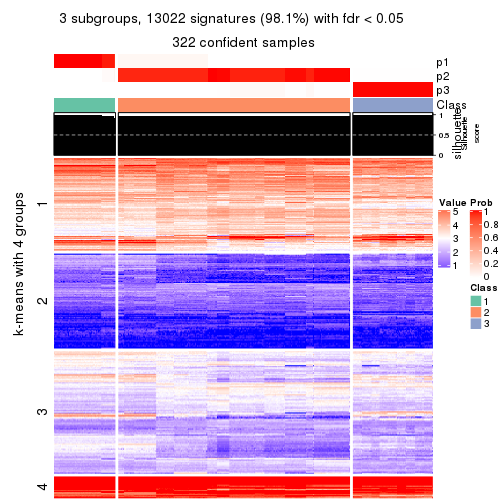 3 subgroups, 13022 signatures (98.1%) with fdr < 0.05
322 confident samples
p1
p2
p3
Class
silhouette
Silhouette
score
1
0.5
0
k-means with 4 groups
1
2
3
4
Value
5
4
3
2
1
Prob
1
0.8
0.6
0.4
0.2
0
Class
1
2
3